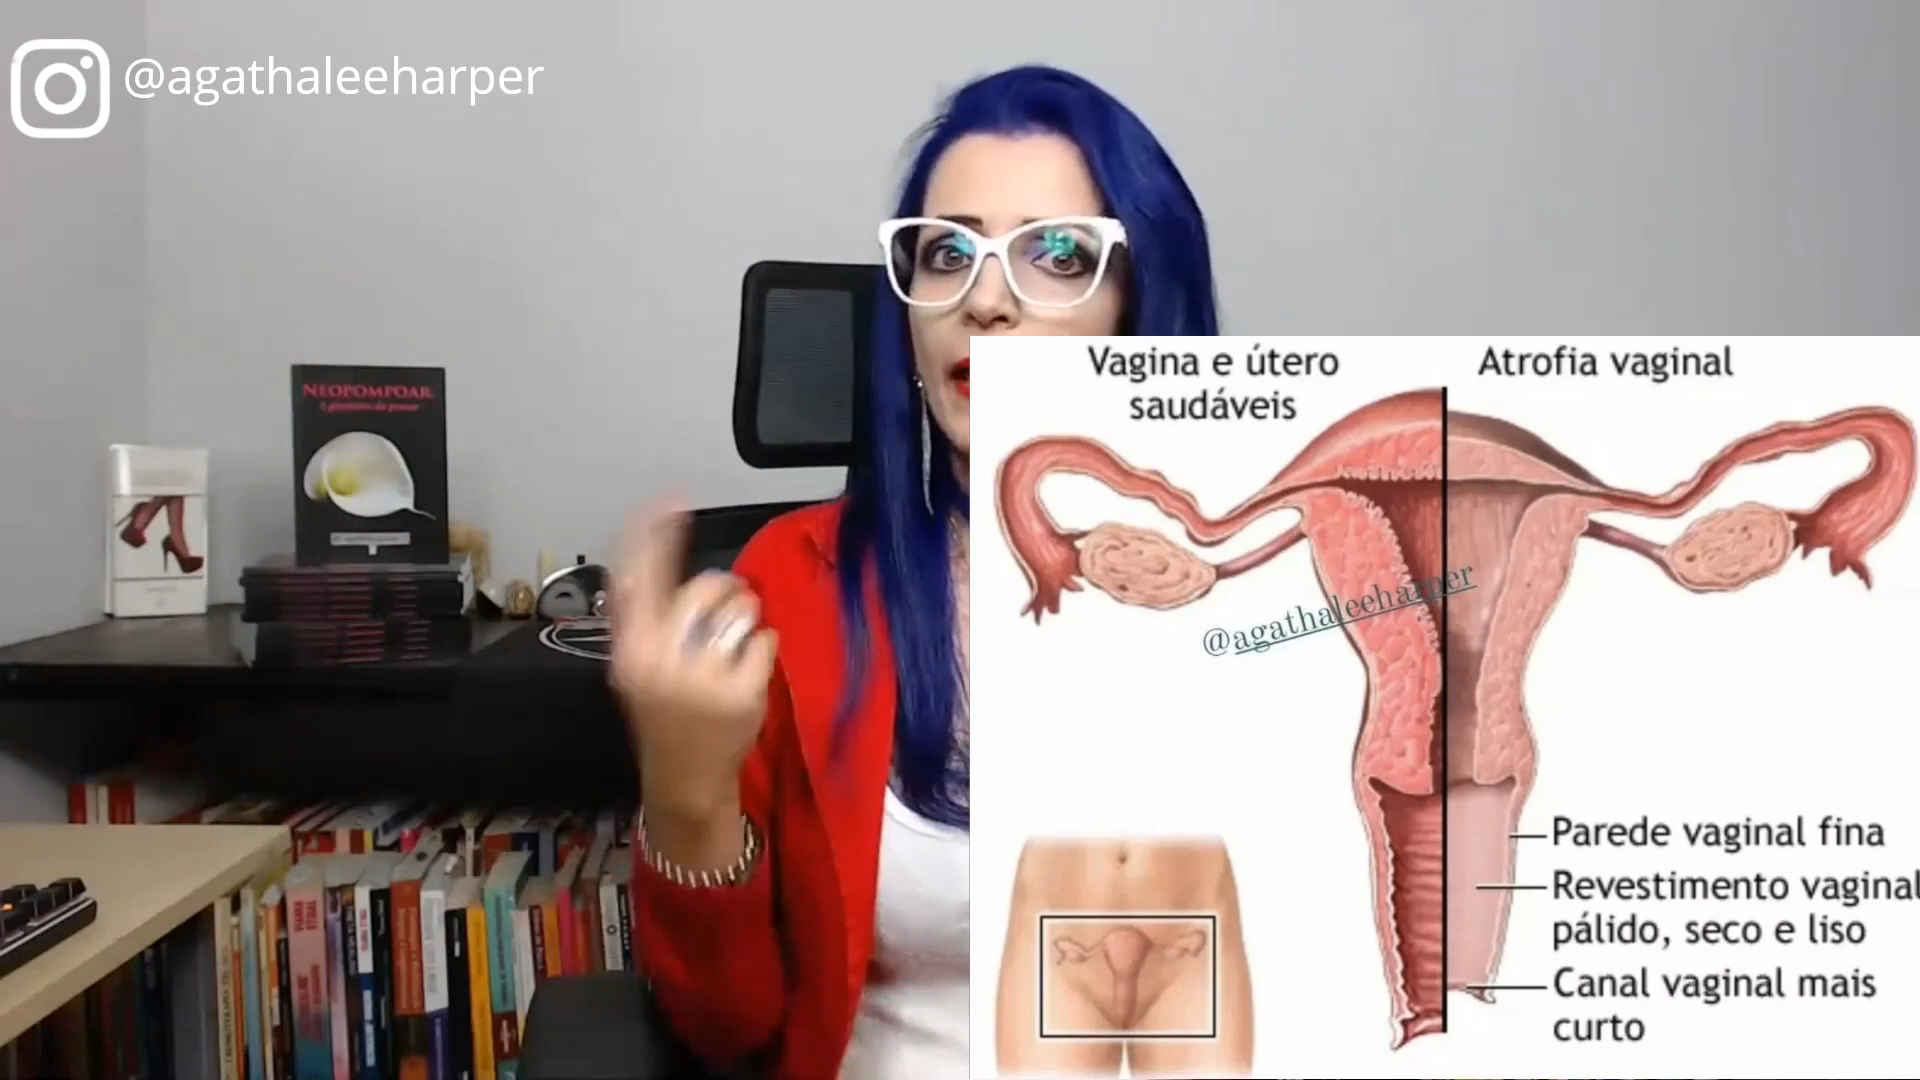 @agathaleeharper
NEOPOMPOAR
Vagina e útero
saudáveis
Atrofia vaginal
@agathaleeharper
Parede vaginal fina
Revestimento vaginal
pálido, seco e liso
Canal vaginal mais
curto